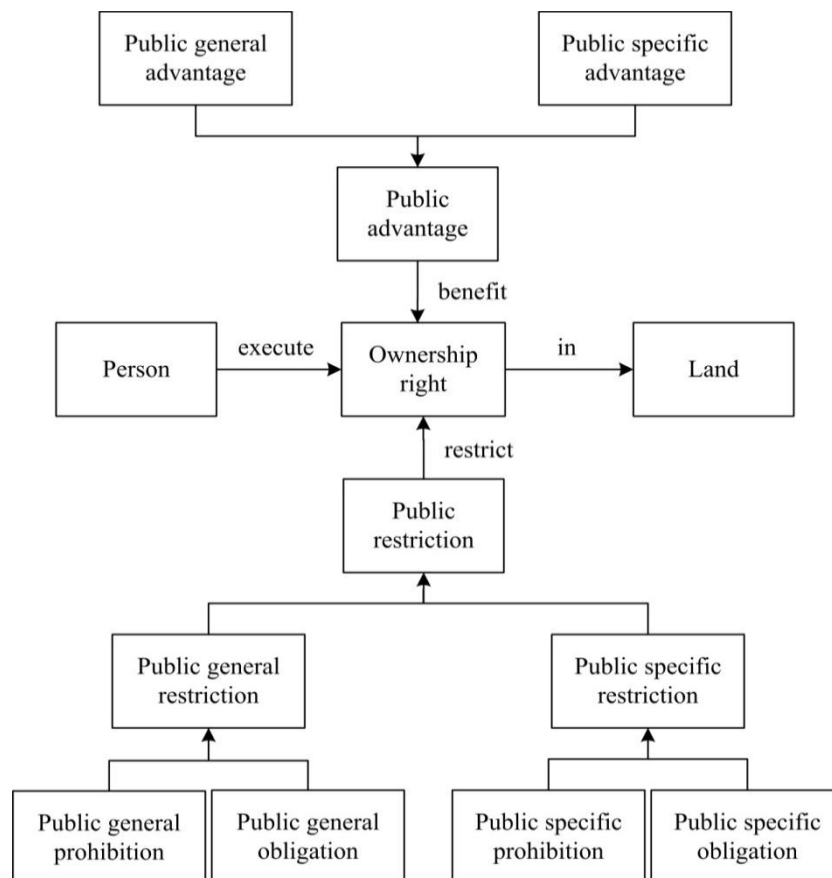 Public general
advantage
Public specific
advantage
Public
advantage
benefit
Person
execute
Ownership
right
in
Land
restrict
Public
restriction
Public general
restriction
Public specific
restriction
Public general
prohibition
Public general
obligation
Public specific
prohibition
Public specific
obligation